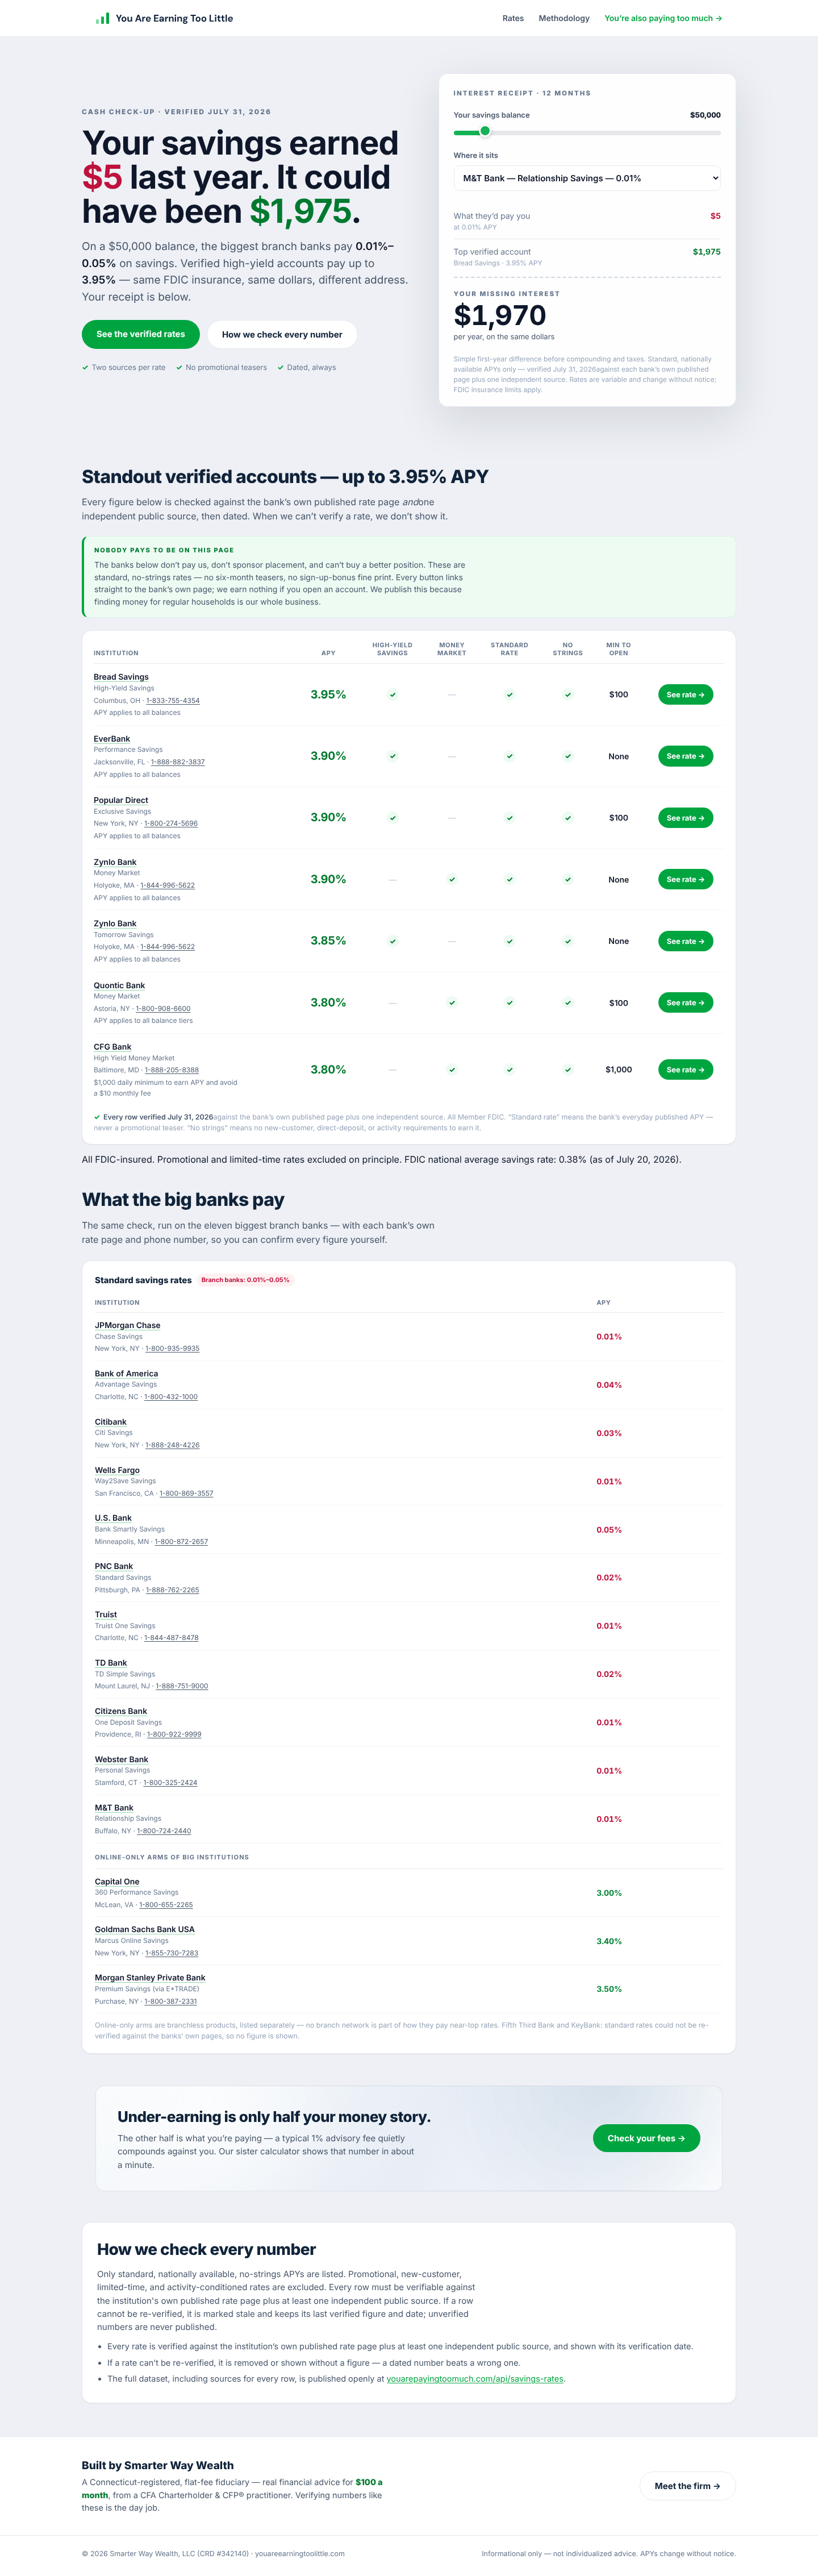 You Are Earning Too Little
Rates
Methodology
You're also paying too much →
CASH CHECK-UP · VERIFIED JULY 31, 2026
Your savings earned
$5 last year. It could
have been $1,975.
On a $50,000 balance, the biggest branch banks pay 0.01%–
0.05% on savings. Verified high-yield accounts pay up to
3.95% — same FDIC insurance, same dollars, different address.
Your receipt is below.
See the verified rates
How we check every number
✓ Two sources per rate
✓ No promotional teasers
✓ Dated, always
INTEREST RECEIPT · 12 MONTHS
Your savings balance
$50,000
Where it sits
M&T Bank — Relationship Savings — 0.01%
What they'd pay you
$5
at 0.01% APY
Top verified account
$1,975
Bread Savings · 3.95% APY
YOUR MISSING INTEREST
$1,970
per year, on the same dollars
Simple first-year difference before compounding and taxes. Standard, nationally
available APYs only — verified July 31, 2026against each bank's own published
page plus one independent source. Rates are variable and change without notice;
FDIC insurance limits apply.
Standout verified accounts — up to 3.95% APY
Every figure below is checked against the bank's own published rate page andone
independent public source, then dated. When we can't verify a rate, we don't show it.
NOBODY PAYS TO BE ON THIS PAGE
The banks below don't pay us, don't sponsor placement, and can't buy a better position. These are
standard, no-strings rates — no six-month teasers, no sign-up-bonus fine print. Every button links
straight to the bank's own page; we earn nothing if you open an account. We publish this because
finding money for regular households is our whole business.
INSTITUTION
APY
HIGH-YIELD SAVINGS
MONEY MARKET
STANDARD RATE
NO STRINGS
MIN TO OPEN
Bread Savings
High-Yield Savings
Columbus, OH · 1-833-755-4354
APY applies to all balances
3.95%
✓
—
✓
✓
$100
See rate →
EverBank
Performance Savings
Jacksonville, FL · 1-888-882-3837
APY applies to all balances
3.90%
✓
—
✓
✓
None
See rate →
Popular Direct
Exclusive Savings
New York, NY · 1-800-274-5696
APY applies to all balances
3.90%
✓
—
✓
✓
$100
See rate →
Zynlo Bank
Money Market
Holyoke, MA · 1-844-996-5622
APY applies to all balances
3.90%
—
✓
✓
✓
None
See rate →
Zynlo Bank
Tomorrow Savings
Holyoke, MA · 1-844-996-5622
APY applies to all balances
3.85%
✓
—
✓
✓
None
See rate →
Quontic Bank
Money Market
Astoria, NY · 1-800-908-6600
APY applies to all balance tiers
3.80%
—
✓
✓
✓
$100
See rate →
CFG Bank
High Yield Money Market
Baltimore, MD · 1-888-205-8388
$1,000 daily minimum to earn APY and avoid
a $10 monthly fee
3.80%
—
✓
✓
✓
$1,000
See rate →
✓ Every row verified July 31, 2026against the bank's own published page plus one independent source. All Member FDIC. "Standard rate" means the bank's everyday published APY —
never a promotional teaser. "No strings" means no new-customer, direct-deposit, or activity requirements to earn it.
All FDIC-insured. Promotional and limited-time rates excluded on principle. FDIC national average savings rate: 0.38% (as of July 20, 2026).
What the big banks pay
The same check, run on the eleven biggest branch banks — with each bank's own
rate page and phone number, so you can confirm every figure yourself.
Standard savings rates
Branch banks: 0.01%–0.05%
INSTITUTION
APY
JPMorgan Chase
Chase Savings
New York, NY · 1-800-935-9935
0.01%
Bank of America
Advantage Savings
Charlotte, NC · 1-800-432-1000
0.04%
Citibank
Citi Savings
New York, NY · 1-888-248-4226
0.03%
Wells Fargo
Way2Save Savings
San Francisco, CA · 1-800-869-3557
0.01%
U.S. Bank
Bank Smartly Savings
Minneapolis, MN · 1-800-872-2657
0.05%
PNC Bank
Standard Savings
Pittsburgh, PA · 1-888-762-2265
0.02%
Truist
Truist One Savings
Charlotte, NC · 1-844-487-8478
0.01%
TD Bank
TD Simple Savings
Mount Laurel, NJ · 1-888-751-9000
0.02%
Citizens Bank
One Deposit Savings
Providence, RI · 1-800-922-9999
0.01%
Webster Bank
Personal Savings
Stamford, CT · 1-800-325-2424
0.01%
M&T Bank
Relationship Savings
Buffalo, NY · 1-800-724-2440
0.01%
ONLINE-ONLY ARMS OF BIG INSTITUTIONS
Capital One
360 Performance Savings
McLean, VA · 1-800-655-2265
3.00%
Goldman Sachs Bank USA
Marcus Online Savings
New York, NY · 1-855-730-7283
3.40%
Morgan Stanley Private Bank
Premium Savings (via E*TRADE)
Purchase, NY · 1-800-387-2331
3.50%
Online-only arms are branchless products, listed separately — no branch network is part of how they pay near-top rates. Fifth Third Bank and KeyBank: standard rates could not be re-
verified against the banks' own pages, so no figure is shown.
Under-earning is only half your money story.
The other half is what you're paying — a typical 1% advisory fee quietly
compounds against you. Our sister calculator shows that number in about
a minute.
Check your fees →
How we check every number
Only standard, nationally available, no-strings APYs are listed. Promotional, new-customer,
limited-time, and activity-conditioned rates are excluded. Every row must be verifiable against
the institution's own published rate page plus at least one independent public source. If a row
cannot be re-verified, it is marked stale and keeps its last verified figure and date; unverified
numbers are never published.
• Every rate is verified against the institution's own published rate page plus at least one independent public source, and shown with its verification date.
• If a rate can't be re-verified, it is removed or shown without a figure — a dated number beats a wrong one.
• The full dataset, including sources for every row, is published openly at youarepayingtoomuch.com/api/savings-rates.
Built by Smarter Way Wealth
A Connecticut-registered, flat-fee fiduciary — real financial advice for $100 a
month, from a CFA Charterholder & CFP® practitioner. Verifying numbers like
these is the day job.
Meet the firm →
© 2026 Smarter Way Wealth, LLC (CRD #342140) · youareearningtoolittle.com
Informational only — not individualized advice. APYs change without notice.